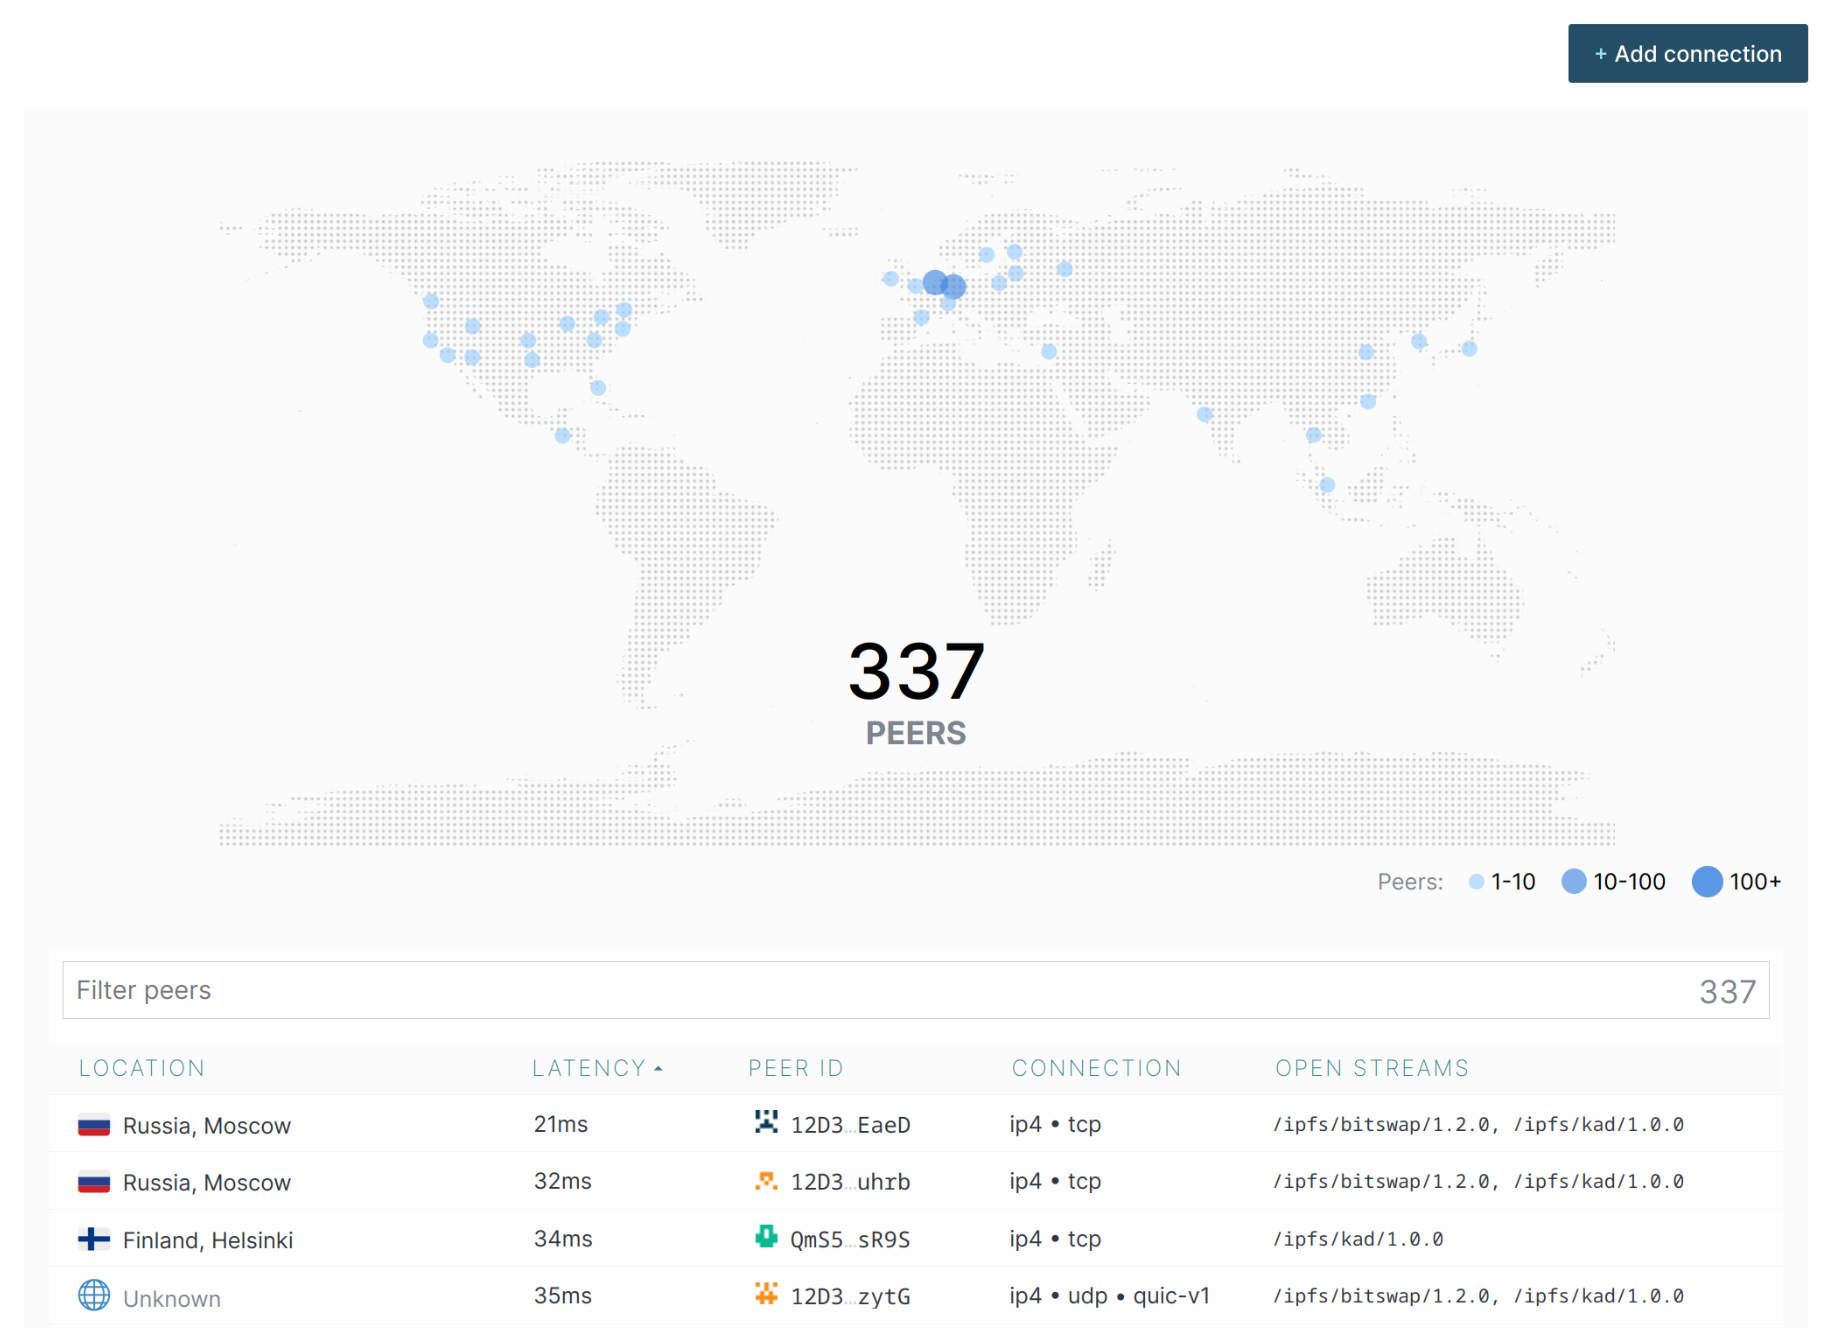 + Add connection
337
PEERS
Peers: 1-10 10-100 100+
Filter peers 337
LOCATION LATENCY PEER ID CONNECTION OPEN STREAMS
Russia, Moscow 21ms 12D3…EaeD ip4 • tcp /ipfs/bitswap/1.2.0, /ipfs/kad/1.0.0
Russia, Moscow 32ms 12D3…uhrb ip4 • tcp /ipfs/bitswap/1.2.0, /ipfs/kad/1.0.0
Finland, Helsinki 34ms QmS5…sR9S ip4 • tcp /ipfs/kad/1.0.0
Unknown 35ms 12D3…zytG ip4 • udp • quic-v1 /ipfs/bitswap/1.2.0, /ipfs/kad/1.0.0